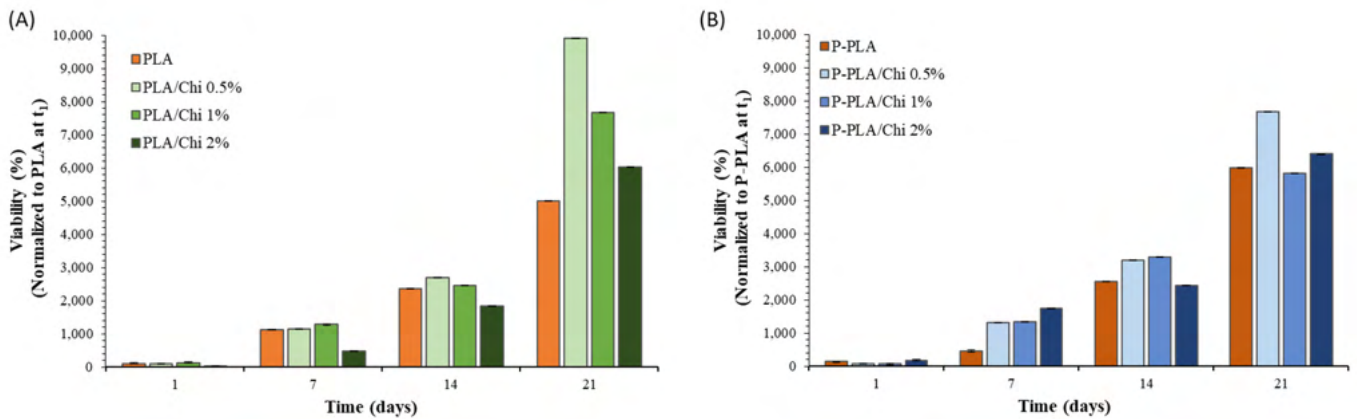 (A)
Viability (%)
(Normalized to PLA at t₁)
10,000
9,000
8,000
7,000
6,000
5,000
4,000
3,000
2,000
1,000
0
PLA
PLA/Chi 0.5%
PLA/Chi 1%
PLA/Chi 2%
1 7 14 21
Time (days)
(B)
Viability (%)
(Normalized to P-PLA at t₁)
10,000
9,000
8,000
7,000
6,000
5,000
4,000
3,000
2,000
1,000
0
P-PLA
P-PLA/Chi 0.5%
P-PLA/Chi 1%
P-PLA/Chi 2%
1 7 14 21
Time (days)